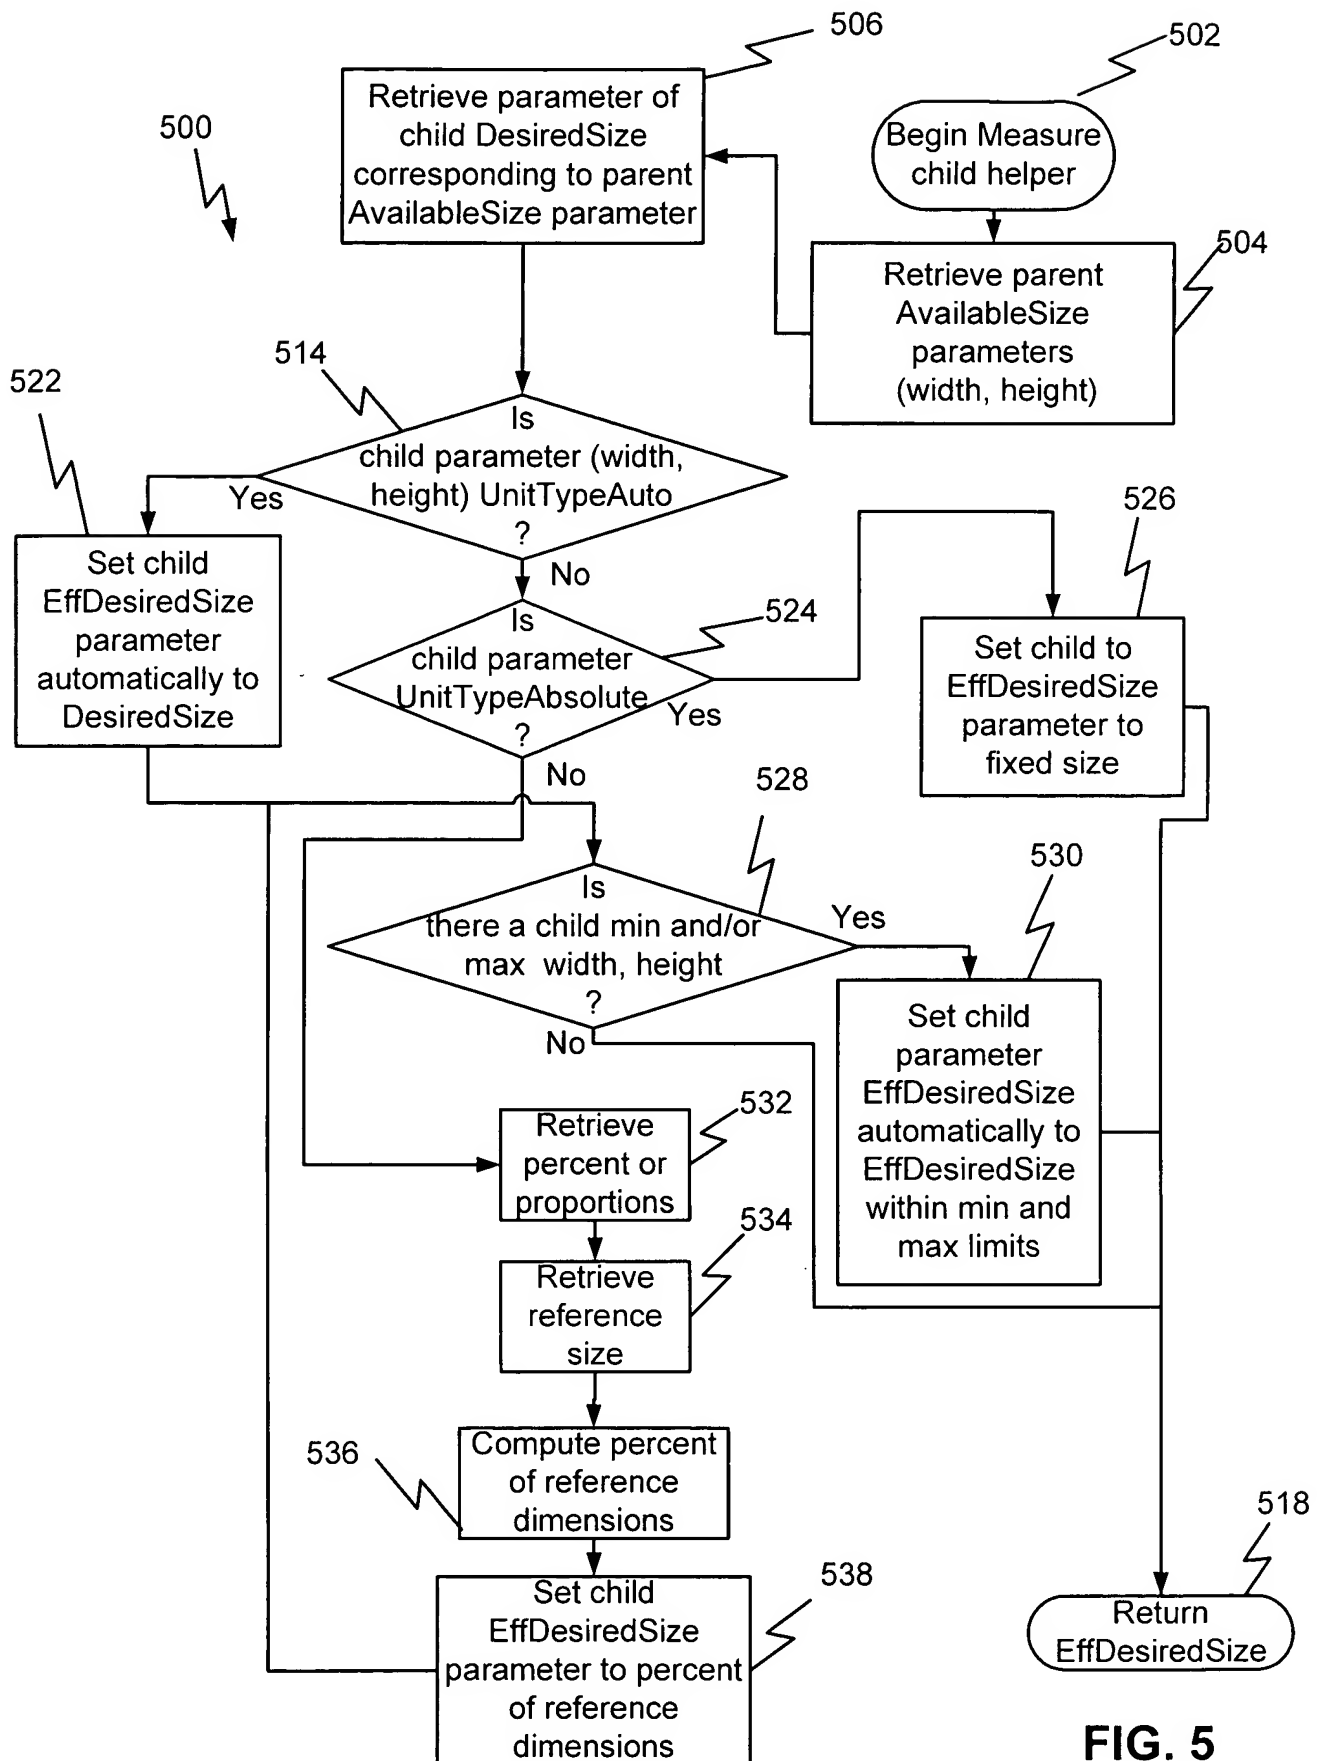 506
502
Retrieve parameter of
child DesiredSize
corresponding to parent
AvailableSize parameter
Begin Measure
child helper
500
504
Retrieve parent
AvailableSize
parameters
(width, height)
514
522
Is
child parameter (width,
height) UnitTypeAuto
?
Yes
No
526
Set child
EffDesiredSize
parameter
automatically to
DesiredSize
524
Is
child parameter
UnitTypeAbsolute
?
Yes
No
Set child to
EffDesiredSize
parameter to
fixed size
528
530
Is
there a child min and/or
max width, height
?
Yes
No
Set child
parameter
EffDesiredSize
automatically to
EffDesiredSize
within min and
max limits
532
Retrieve
percent or
proportions
534
Retrieve
reference
size
536
Compute percent
of reference
dimensions
518
538
Set child
EffDesiredSize
parameter to percent
of reference
dimensions
Return
EffDesiredSize
FIG. 5